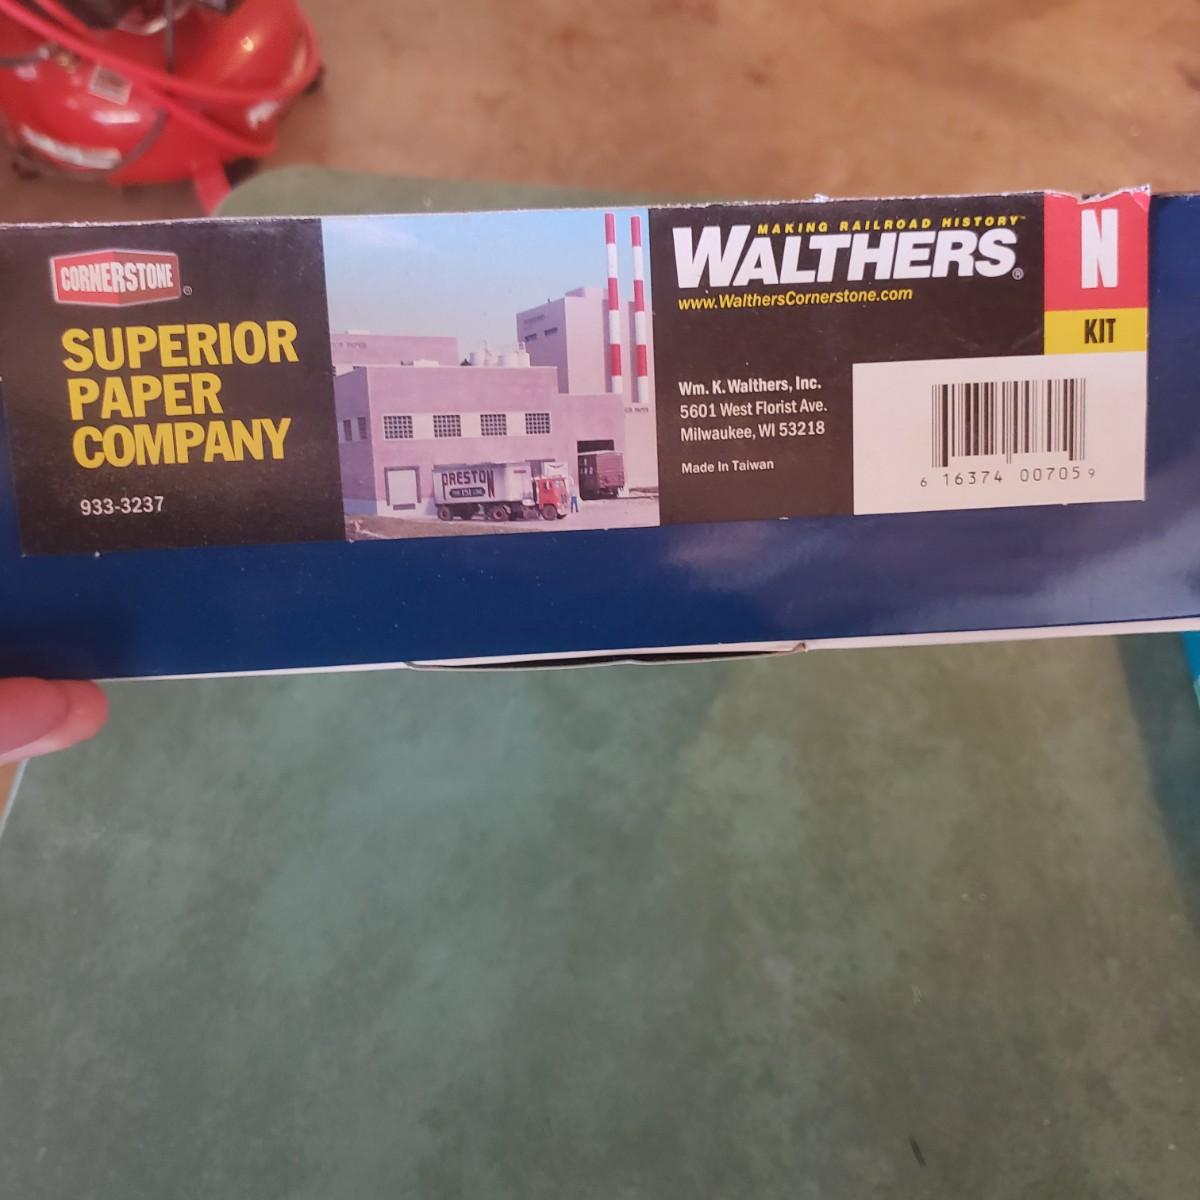 CORNERSTONE®
SUPERIOR
PAPER
COMPANY
933-3237
PRESTON
MAKING RAILROAD HISTORY™
WALTHERS®
www.WalthersCornerstone.com
Wm. K. Walthers, Inc.
5601 West Florist Ave.
Milwaukee, WI 53218
Made In Taiwan
N
KIT
6 16374 00705 9